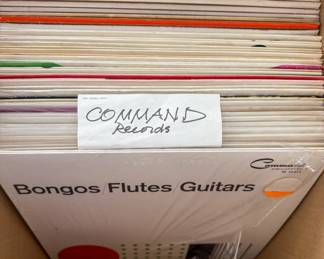 COMMAND
Records
Command
Bongos/Flutes/Guitars